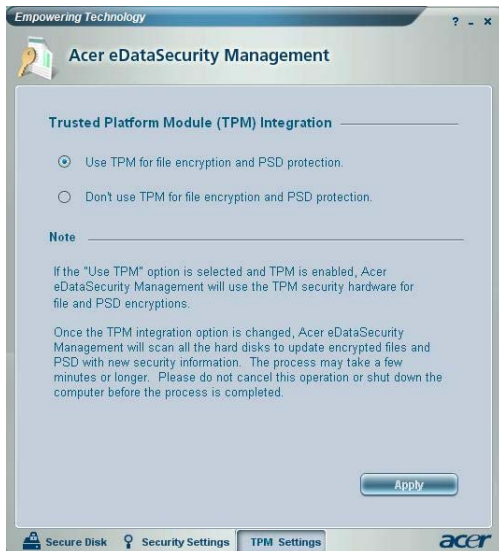 Empowering Technology
? - x
Acer eDataSecurity Management
Trusted Platform Module (TPM) Integration
Use TPM for file encryption and PSD protection.
Don't use TPM for file encryption and PSD protection.
Note
If the "Use TPM" option is selected and TPM is enabled, Acer
eDataSecurity Management will use the TPM security hardware for
file and PSD encryptions.
Once the TPM integration option is changed, Acer eDataSecurity
Management will scan all the hard disks to update encrypted files and
PSD with new security information. The process may take a few
minutes or longer. Please do not cancel this operation or shut down the
computer before the process is completed.
Apply
Secure Disk Security Settings TPM Settings acer